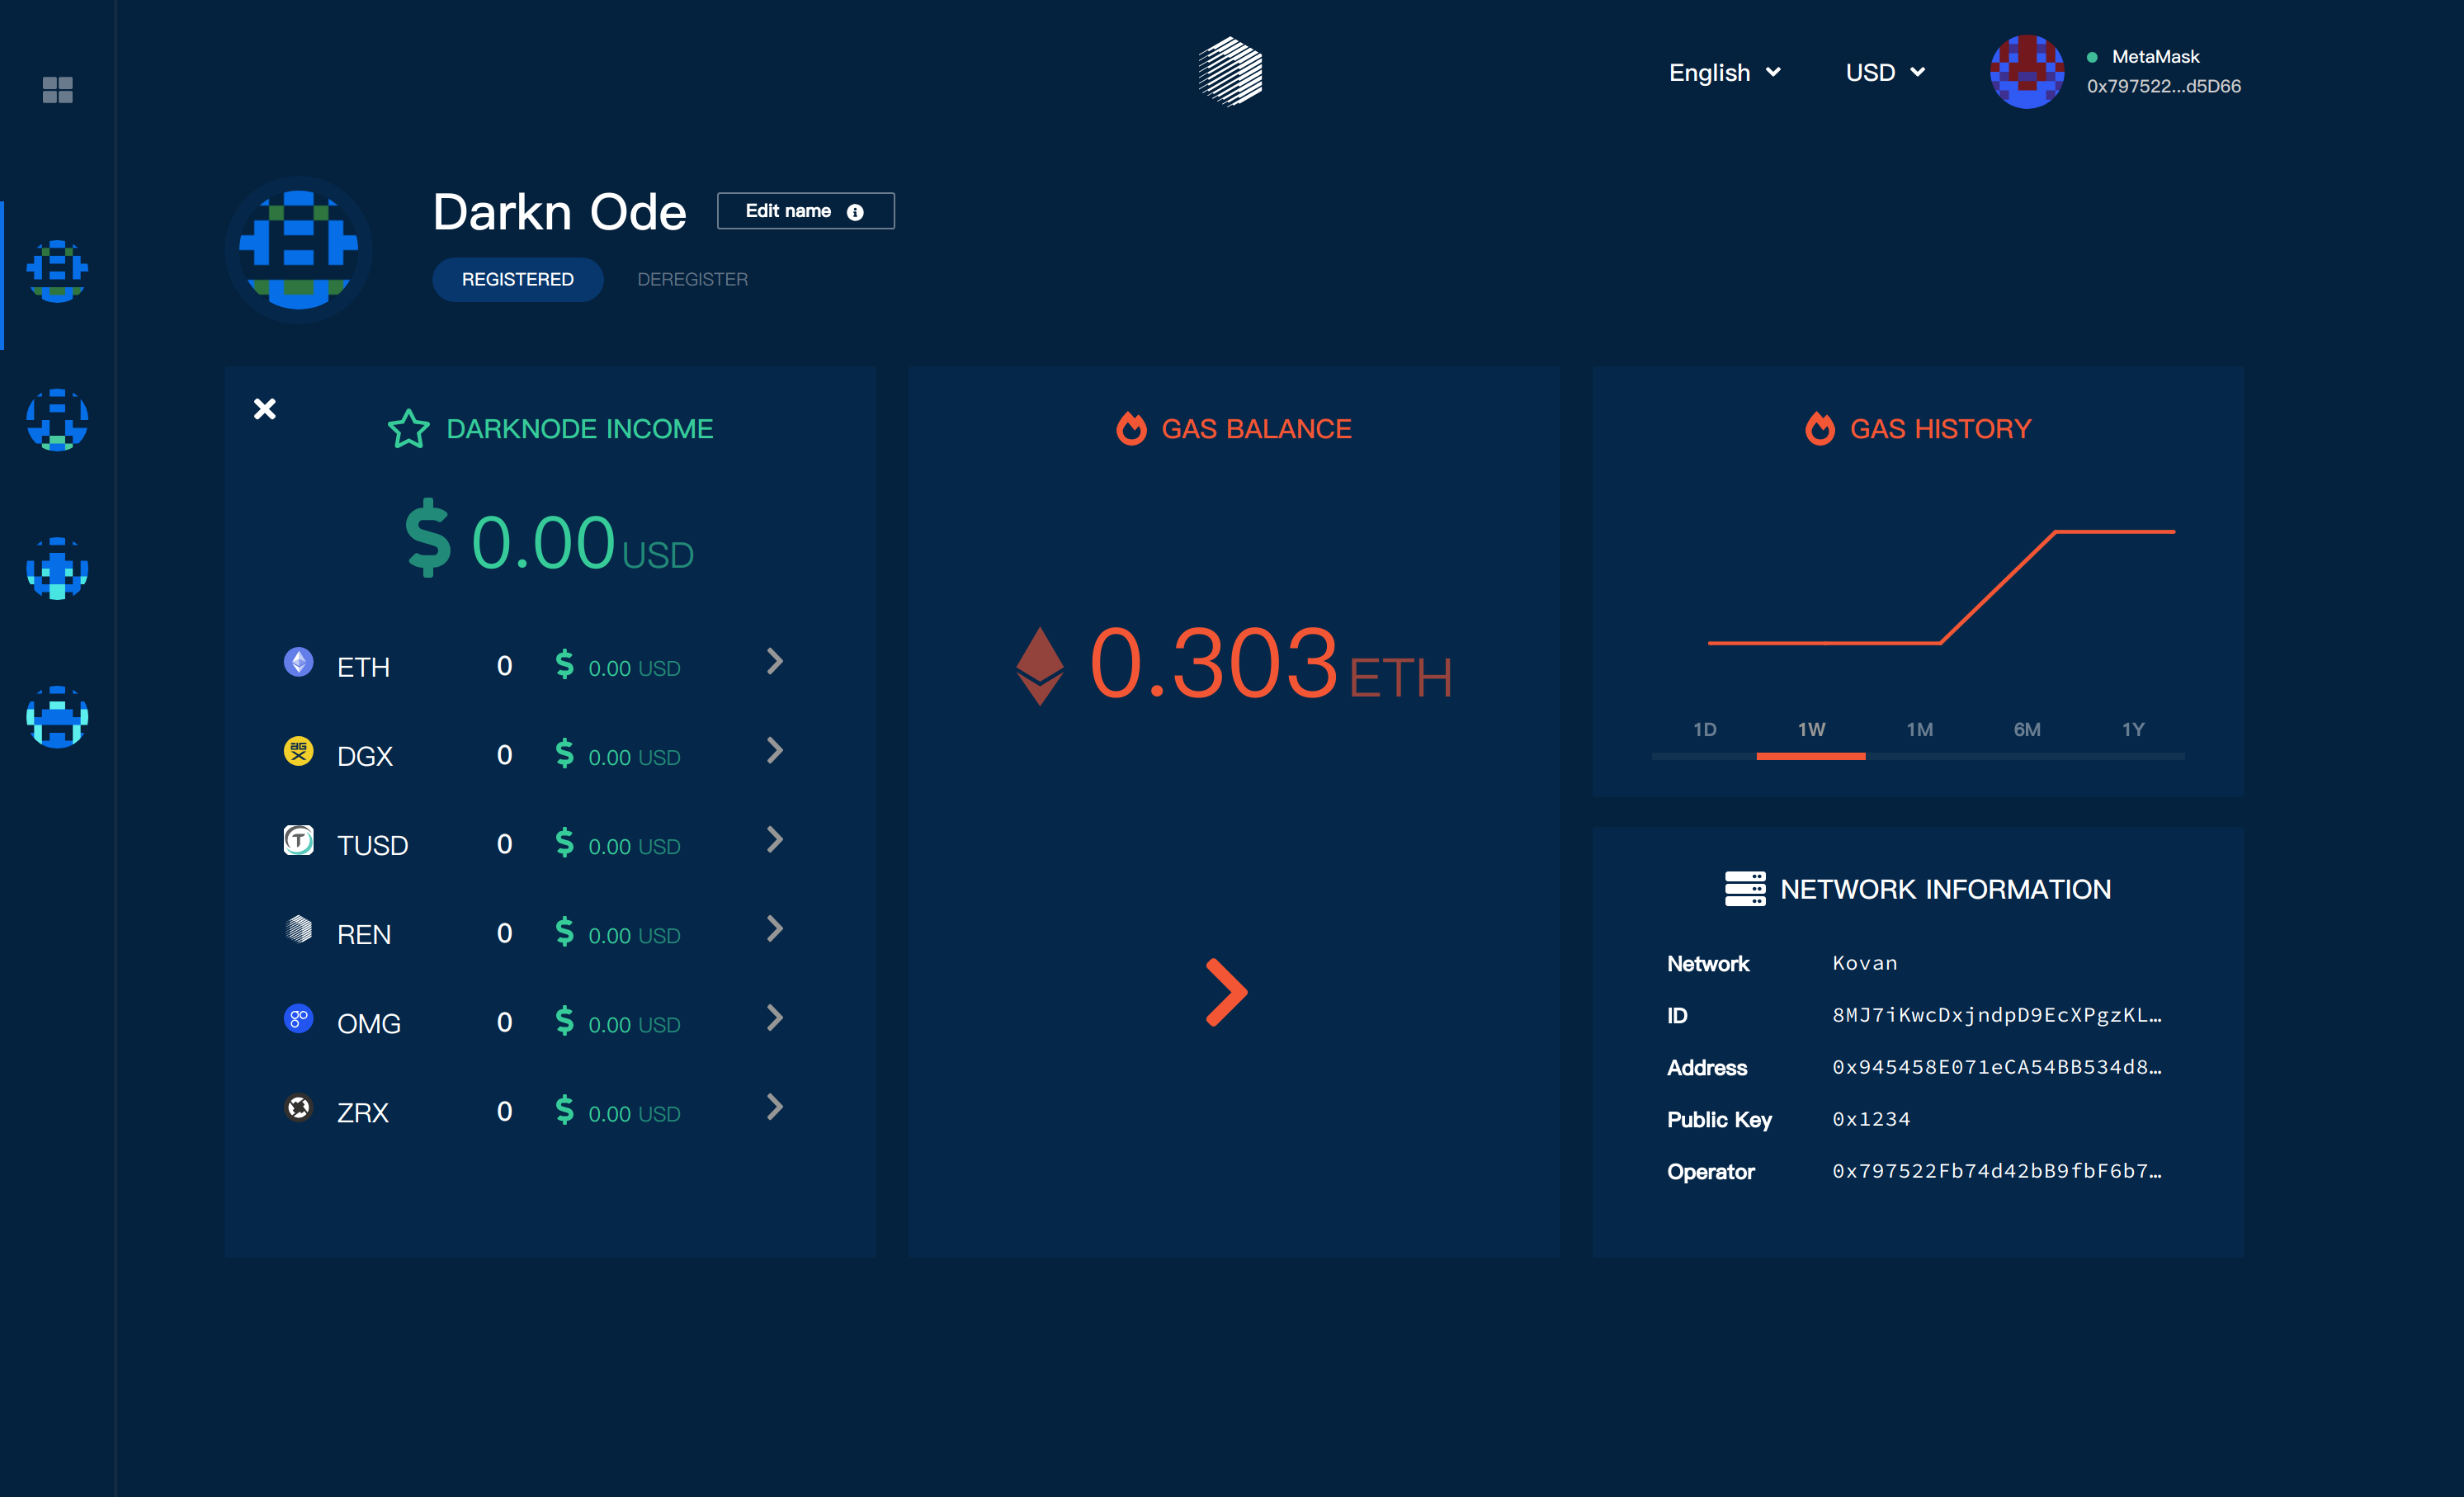 English
USD
MetaMask
0x797522...d5D66
Darkn Ode
Edit name
REGISTERED
DEREGISTER
DARKNODE INCOME
$ 0.00 USD
ETH 0 $ 0.00 USD
DGX 0 $ 0.00 USD
TUSD 0 $ 0.00 USD
REN 0 $ 0.00 USD
OMG 0 $ 0.00 USD
ZRX 0 $ 0.00 USD
GAS BALANCE
0.303 ETH
GAS HISTORY
1D 1W 1M 6M 1Y
NETWORK INFORMATION
Network Kovan
ID 8MJ7iKwcDxjndpD9EcXPgzKL…
Address 0x945458E071eCA54BB534d8…
Public Key 0x1234
Operator 0x797522Fb74d42bB9fbF6b7…